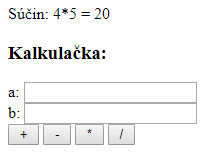 Súčin: 4*5 = 20
Kalkulačka:
a:
b:
+ - * /